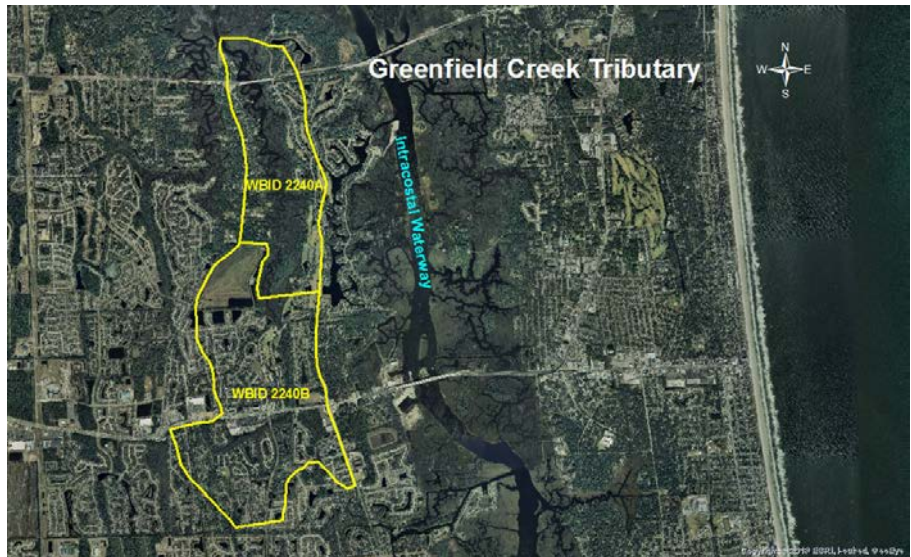 Greenfield Creek Tributary
N
W E
S
WBID 2240A
Intracostal Waterway
WBID 2240B